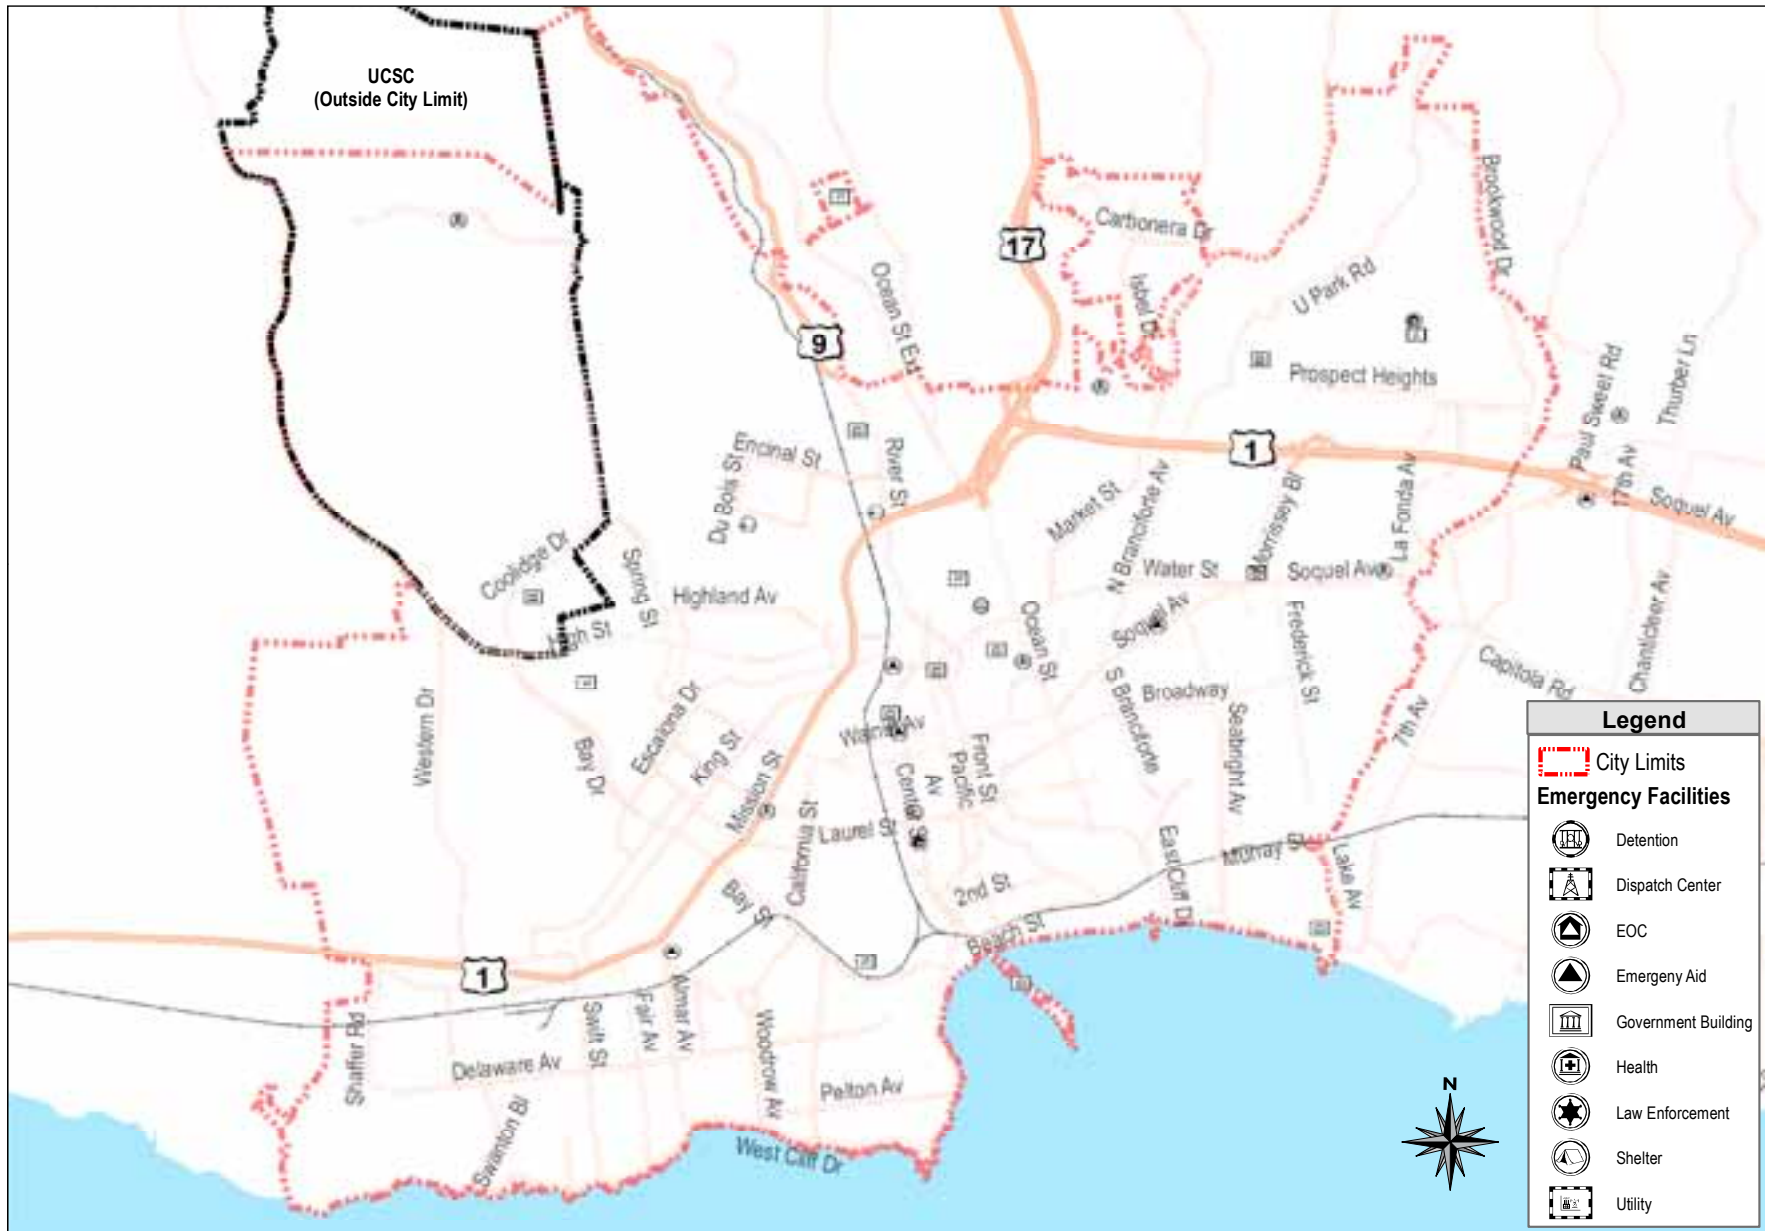 UCSC
(Outside City Limit)
Brookwood Dr
Carbonera Dr
17
U Park Rd
Isbel Dr
Ocean St Ext
9
Prospect Heights
Paul Sweet Rd
Thurber Ln
Encinal St
River St
1
Du Bois St
Market St
N Branciforte Av
Morrissey Bl
La Fonda Av
17th Av
Soquel Av
Coolidge Dr
Spring St
Highland Av
Water St
Soquel Av
High St
Ocean St
Soquel Av
Frederick St
Chanticleer Av
Capitola Rd
Western Dr
Bay Dr
Escalona Dr
King St
Mission St
Walnut Av
S Branciforte
Broadway
Seabright Av
7th Av
Center St
Pacific
Av
Front St
California St
Laurel St
Bay St
2nd St
East Cliff Dr
Murray St
Lake Av
Beach St
1
Shaffer Rd
Delaware Av
Swift St
Fair Av
Almar Av
Woodrow Av
Pelton Av
Swanton Bl
West Cliff Dr
N
Legend
City Limits
Emergency Facilities
Detention
Dispatch Center
EOC
Emergeny Aid
Government Building
Health
Law Enforcement
Shelter
Utility